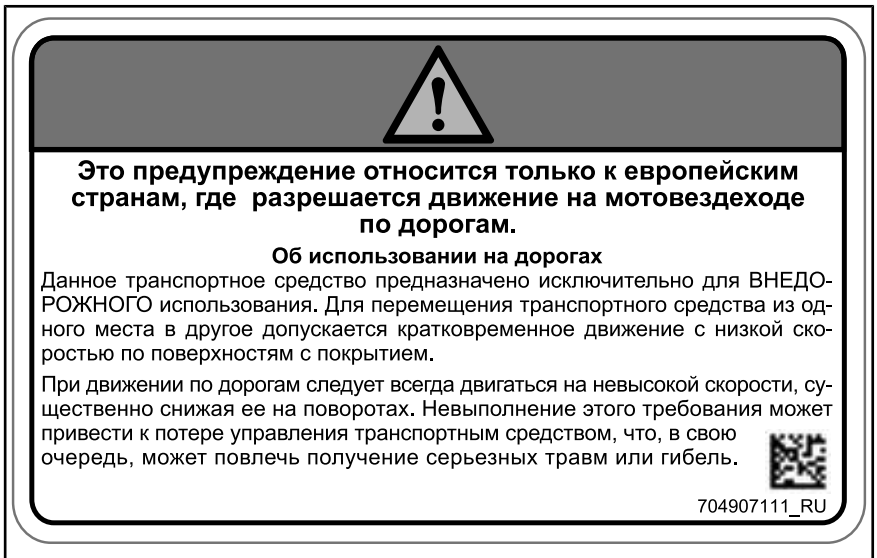 Это предупреждение относится только к европейским
странам, где разрешается движение на мотовездеходе
по дорогам.
Об использовании на дорогах
Данное транспортное средство предназначено исключительно для ВНЕДО-
РОЖНОГО использования. Для перемещения транспортного средства из од-
ного места в другое допускается кратковременное движение с низкой ско-
ростью по поверхностям с покрытием.
При движении по дорогам следует всегда двигаться на невысокой скорости, су-
щественно снижая ее на поворотах. Невыполнение этого требования может
привести к потере управления транспортным средством, что, в свою
очередь, может повлечь получение серьезных травм или гибель.
704907111_RU